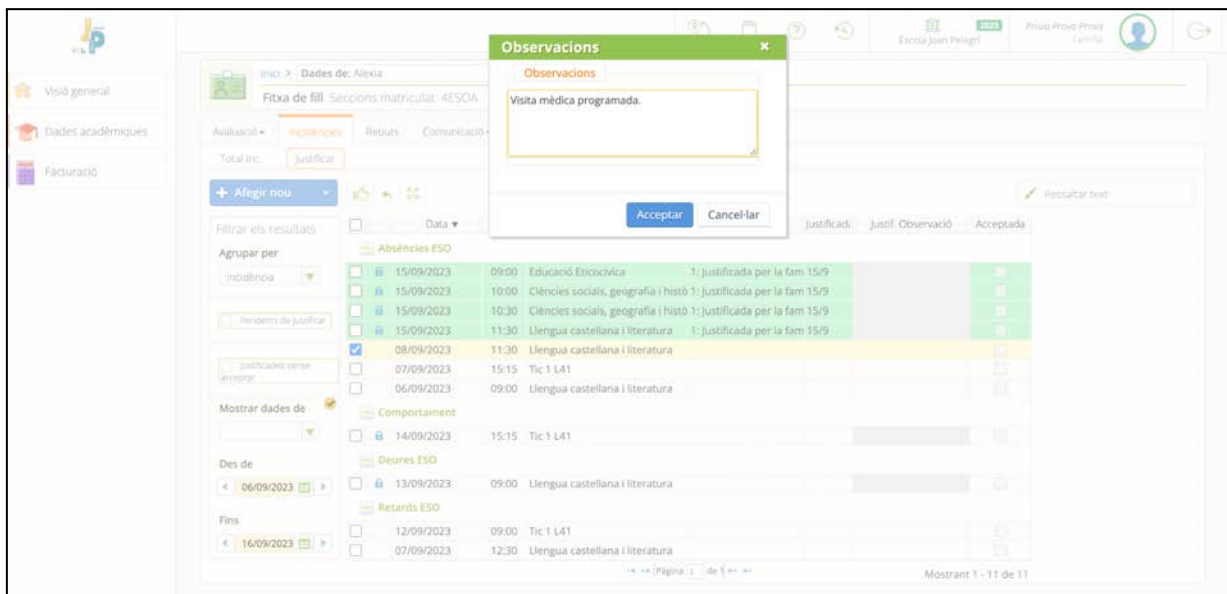 Escola Joan Pelegrí
2023
Prova Prova Prova
Família
Observacions
Observacions
Visita mèdica programada.
Acceptar
Cancel·lar
Visió general
Dades acadèmiques
Facturació
Inici > Dades de: Alexia
Fitxa de fill Seccions matriculat: 4ESOA
Avaluació
Incidències
Rebuts
Comunicació
Total inc.
Justificar
+ Afegir nou
Ressaltar text
Filtrar els resultats
Agrupar per
Incidència
Pendents de justificar
Justificades sense acceptar
Mostrar dades de
Des de
06/09/2023
Fins
16/09/2023
Data Justificada Justif. Observació Acceptada
Absències ESO
15/09/2023 09:00 Educació Eticocívica 1: Justificada per la fam 15/9
15/09/2023 10:00 Ciències socials, geografia i histò 1: Justificada per la fam 15/9
15/09/2023 10:30 Ciències socials, geografia i histò 1: Justificada per la fam 15/9
15/09/2023 11:30 Llengua castellana i literatura 1: Justificada per la fam 15/9
08/09/2023 11:30 Llengua castellana i literatura
07/09/2023 15:15 Tic 1 L41
06/09/2023 09:00 Llengua castellana i literatura
Comportament
14/09/2023 15:15 Tic 1 L41
Deures ESO
13/09/2023 09:00 Llengua castellana i literatura
Retards ESO
12/09/2023 09:00 Tic 1 L41
07/09/2023 12:30 Llengua castellana i literatura
Pàgina 1 de 1
Mostrant 1 - 11 de 11